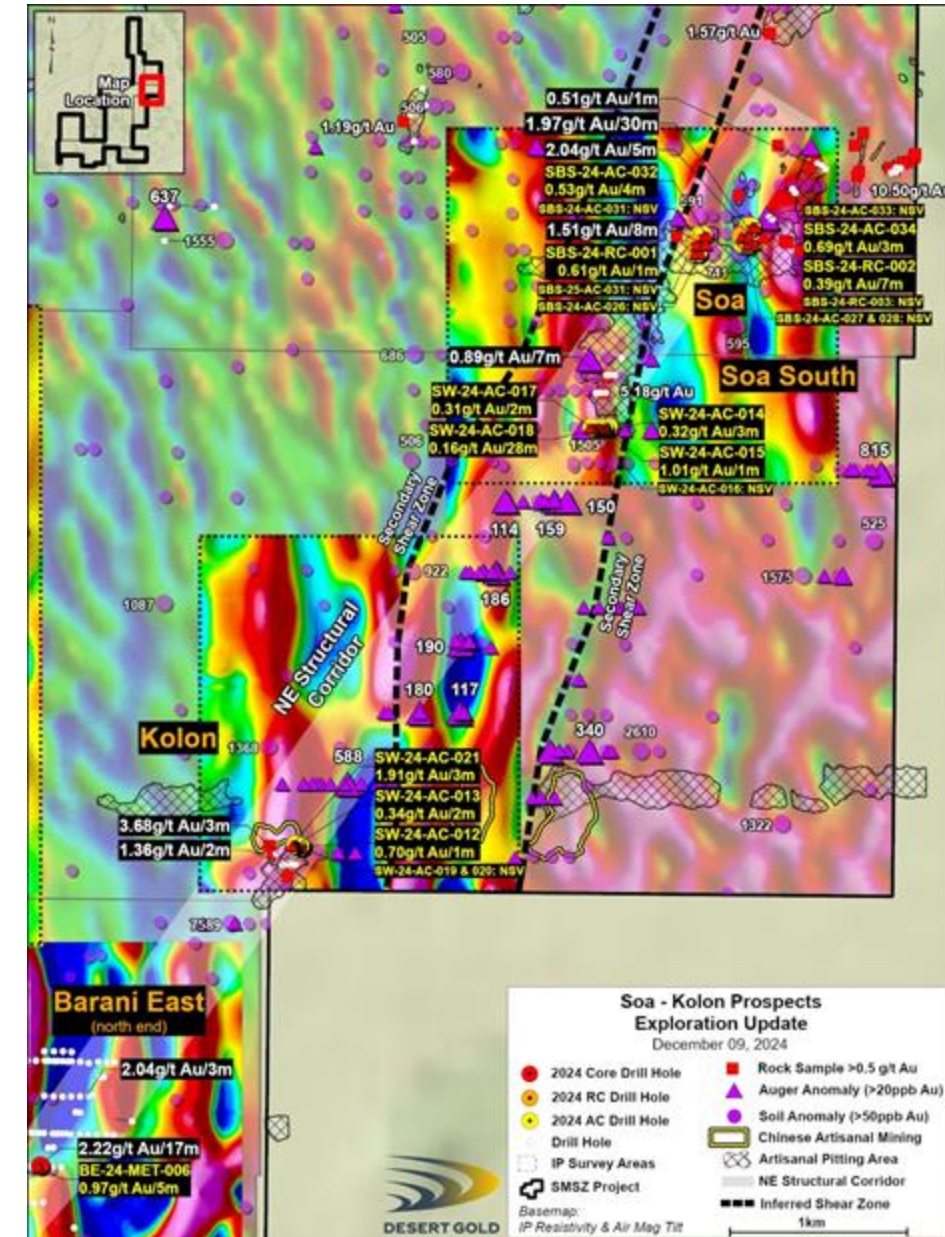 N
Map
Location
505
580
506
1.19g/t Au
1.57g/t Au
637
1555
0.51g/t Au/1m
1.97g/t Au/30m
2.04g/t Au/5m
SBS-24-AC-032
0.53g/t Au/4m
SBS-24-AC-031: NSV
1.51g/t Au/8m
SBS-24-RC-001
0.61g/t Au/1m
SBS-25-AC-031: NSV
SBS-24-AC-026: NSV
591
741
10.50g/t Au
SBS-24-AC-033: NSV
SBS-24-AC-034
0.69g/t Au/3m
SBS-24-RC-002
0.39g/t Au/7m
SBS-24-RC-003: NSV
SBS-24-AC-027 & 028: NSV
Soa
595
686
0.89g/t Au/7m
Soa South
5.18g/t Au
SW-24-AC-017
0.31g/t Au/2m
SW-24-AC-018
0.16g/t Au/28m
506
1505
SW-24-AC-014
0.32g/t Au/3m
SW-24-AC-015
1.01g/t Au/1m
SW-24-AC-016: NSV
815
Secondary
Shear Zone
114
159
150
525
922
186
1575
1087
Secondary
Shear Zone
NE Structural
Corridor
190
180
117
Kolon
1368
588
340
2610
SW-24-AC-021
1.91g/t Au/3m
SW-24-AC-013
0.34g/t Au/2m
SW-24-AC-012
0.70g/t Au/1m
SW-24-AC-019 & 020: NSV
3.68g/t Au/3m
1.36g/t Au/2m
1322
7589
Barani East
(north end)
2.04g/t Au/3m
2.22g/t Au/17m
BE-24-MET-006
0.97g/t Au/5m
DESERT GOLD
Soa - Kolon Prospects
Exploration Update
December 09, 2024
2024 Core Drill Hole
2024 RC Drill Hole
2024 AC Drill Hole
Drill Hole
IP Survey Areas
SMSZ Project
Basemap:
IP Resistivity & Air Mag Tilt
Rock Sample >0.5 g/t Au
Auger Anomaly (>20ppb Au)
Soil Anomaly (>50ppb Au)
Chinese Artisanal Mining
Artisanal Pitting Area
NE Structural Corridor
Inferred Shear Zone
1km